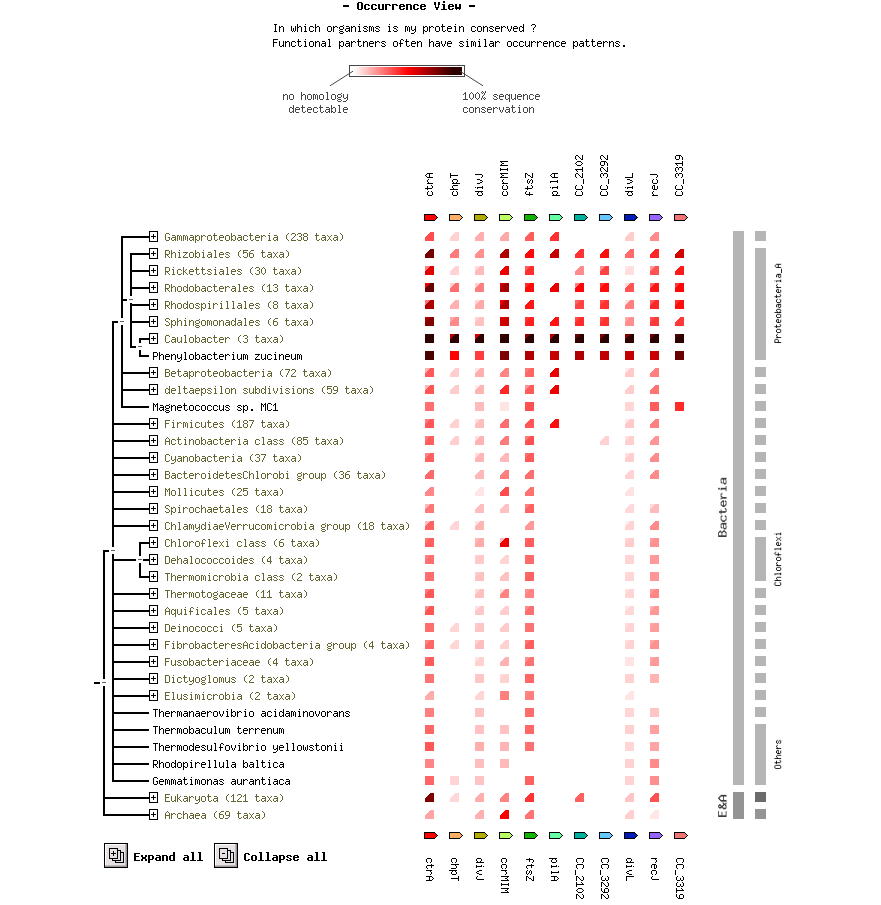 - Occurrence View -
In which organisms is my protein conserved ?
Functional partners often have similar occurrence patterns.
no homology
detectable
100% sequence
conservation
ctrA chpT divJ ccrMIM ftsZ pilA CC_2102 CC_3292 divL recJ CC_3319
Gammaproteobacteria (238 taxa)
Rhizobiales (56 taxa)
Rickettsiales (30 taxa)
Rhodobacterales (13 taxa)
Rhodospirillales (8 taxa)
Sphingomonadales (6 taxa)
Caulobacter (3 taxa)
Phenylobacterium zucineum
Betaproteobacteria (72 taxa)
deltaepsilon subdivisions (59 taxa)
Magnetococcus sp. MC1
Firmicutes (187 taxa)
Actinobacteria class (85 taxa)
Cyanobacteria (37 taxa)
BacteroidetesChlorobi group (36 taxa)
Mollicutes (25 taxa)
Spirochaetales (18 taxa)
ChlamydiaeVerrucomicrobia group (18 taxa)
Chloroflexi class (6 taxa)
Dehalococcoides (4 taxa)
Thermomicrobia class (2 taxa)
Thermotogaceae (11 taxa)
Aquificales (5 taxa)
Deinococci (5 taxa)
FibrobacteresAcidobacteria group (4 taxa)
Fusobacteriaceae (4 taxa)
Dictyoglomus (2 taxa)
Elusimicrobia (2 taxa)
Thermanaerovibrio acidaminovorans
Thermobaculum terrenum
Thermodesulfovibrio yellowstonii
Rhodopirellula baltica
Gemmatimonas aurantiaca
Eukaryota (121 taxa)
Archaea (69 taxa)
Bacteria
E&A
Proteobacteria_A
Chloroflexi
Others
ctrA chpT divJ ccrMIM ftsZ pilA CC_2102 CC_3292 divL recJ CC_3319
Expand all
Collapse all